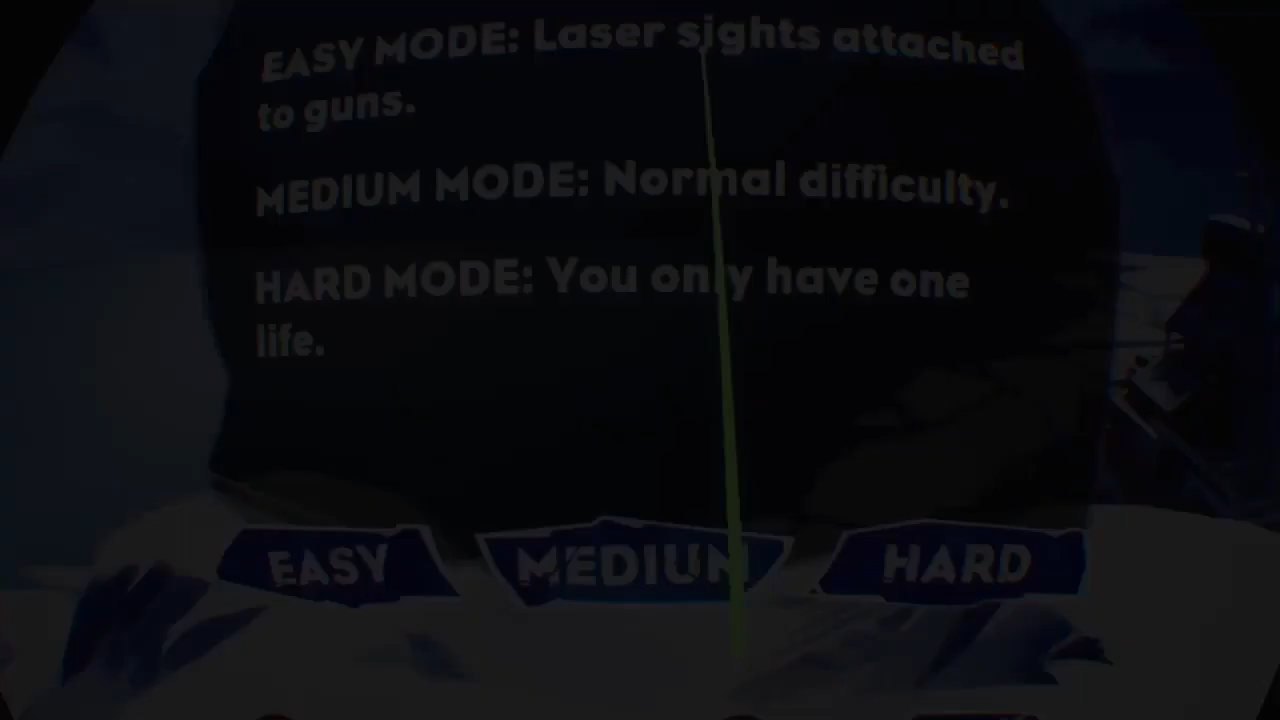 EASY MODE: Laser sights attached
to guns.
MEDIUM MODE: Normal difficulty.
HARD MODE: You only have one
life.
EASY MEDIUM HARD